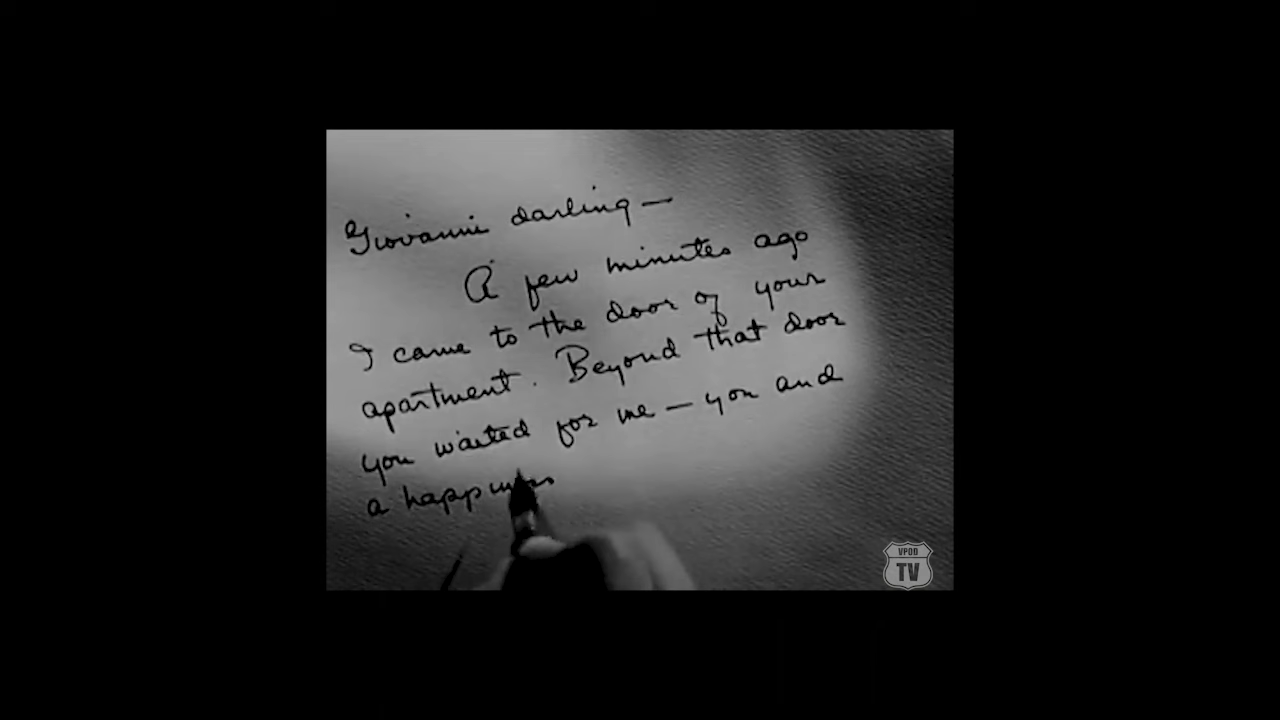 Giovanni darling —
A few minutes ago
I came to the door of your
apartment. Beyond that door
you waited for me — you and
a happiness
VPOD
TV